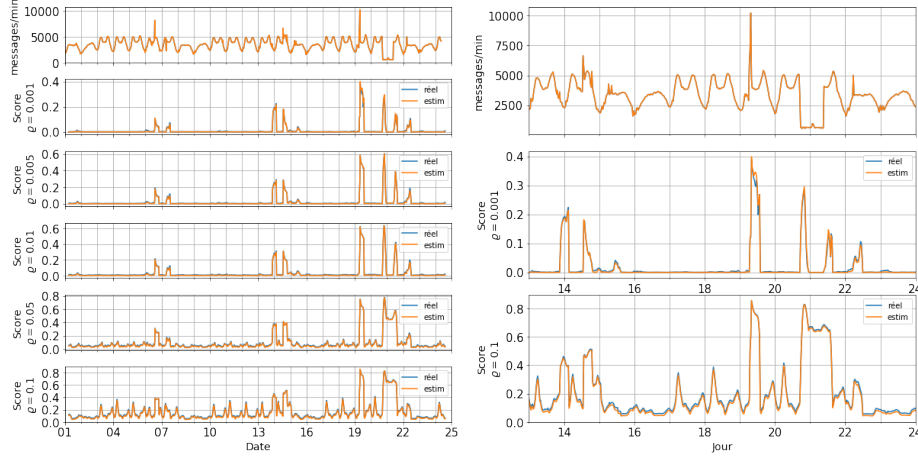 messages/min
10000
5000
0
Score
ϱ = 0.001
0.4
0.2
0.0
réel
estim
Score
ϱ = 0.005
0.6
0.4
0.2
0.0
réel
estim
Score
ϱ = 0.01
0.6
0.4
0.2
0.0
réel
estim
Score
ϱ = 0.05
0.8
0.6
0.4
0.2
0.0
réel
estim
Score
ϱ = 0.1
0.8
0.6
0.4
0.2
0.0
réel
estim
01 04 07 10 13 16 19 22 25
Date
messages/min
10000
7500
5000
2500
Score
ϱ = 0.001
0.4
0.3
0.2
0.1
0.0
réel
estim
14 16 18 20 22 24
Score
ϱ = 0.1
0.8
0.6
0.4
0.2
0.0
réel
estim
14 16 18 20 22 24
Jour